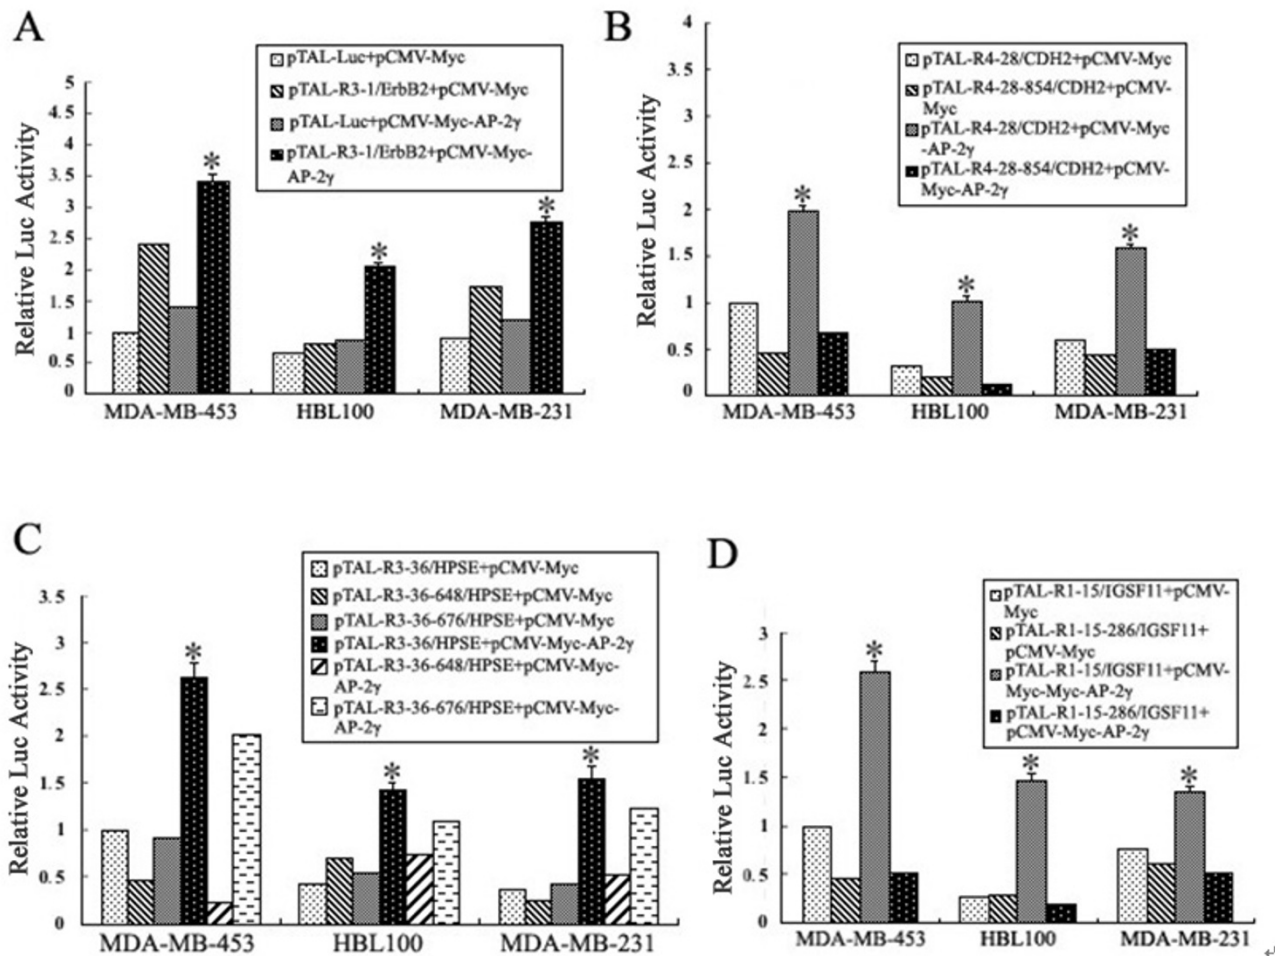 A
pTAL-Luc+pCMV-Myc
pTAL-R3-1/ErbB2+pCMV-Myc
pTAL-Luc+pCMV-Myc-AP-2γ
pTAL-R3-1/ErbB2+pCMV-Myc-
AP-2γ
Relative Luc Activity
5
4.5
4
3.5
3
2.5
2
1.5
1
0.5
0
*
*
*
MDA-MB-453
HBL100
MDA-MB-231
B
pTAL-R4-28/CDH2+pCMV-Myc
pTAL-R4-28-854/CDH2+pCMV-
Myc
pTAL-R4-28/CDH2+pCMV-Myc
-AP-2γ
pTAL-R4-28-854/CDH2+pCMV-
Myc-AP-2γ
Relative Luc Activity
4
3.5
3
2.5
2
1.5
1
0.5
0
*
*
*
MDA-MB-453
HBL100
MDA-MB-231
C
pTAL-R3-36/HPSE+pCMV-Myc
pTAL-R3-36-648/HPSE+pCMV-Myc
pTAL-R3-36-676/HPSE+pCMV-Myc
pTAL-R3-36/HPSE+pCMV-Myc-AP-2γ
pTAL-R3-36-648/HPSE+pCMV-Myc-
AP-2γ
pTAL-R3-36-676/HPSE+pCMV-Myc-
AP-2γ
Relative Luc Activity
3.5
3
2.5
2
1.5
1
0.5
0
*
*
*
MDA-MB-453
HBL100
MDA-MB-231
D
pTAL-R1-15/IGSF11+pCMV-
Myc
pTAL-R1-15-286/IGSF11+
pCMV-Myc
pTAL-R1-15/IGSF11+pCMV-
Myc-Myc-AP-2γ
pTAL-R1-15-286/IGSF11+
pCMV-Myc-AP-2γ
Relative Luc Activity
3
2.5
2
1.5
1
0.5
0
*
*
*
MDA-MB-453
HBL100
MDA-MB-231